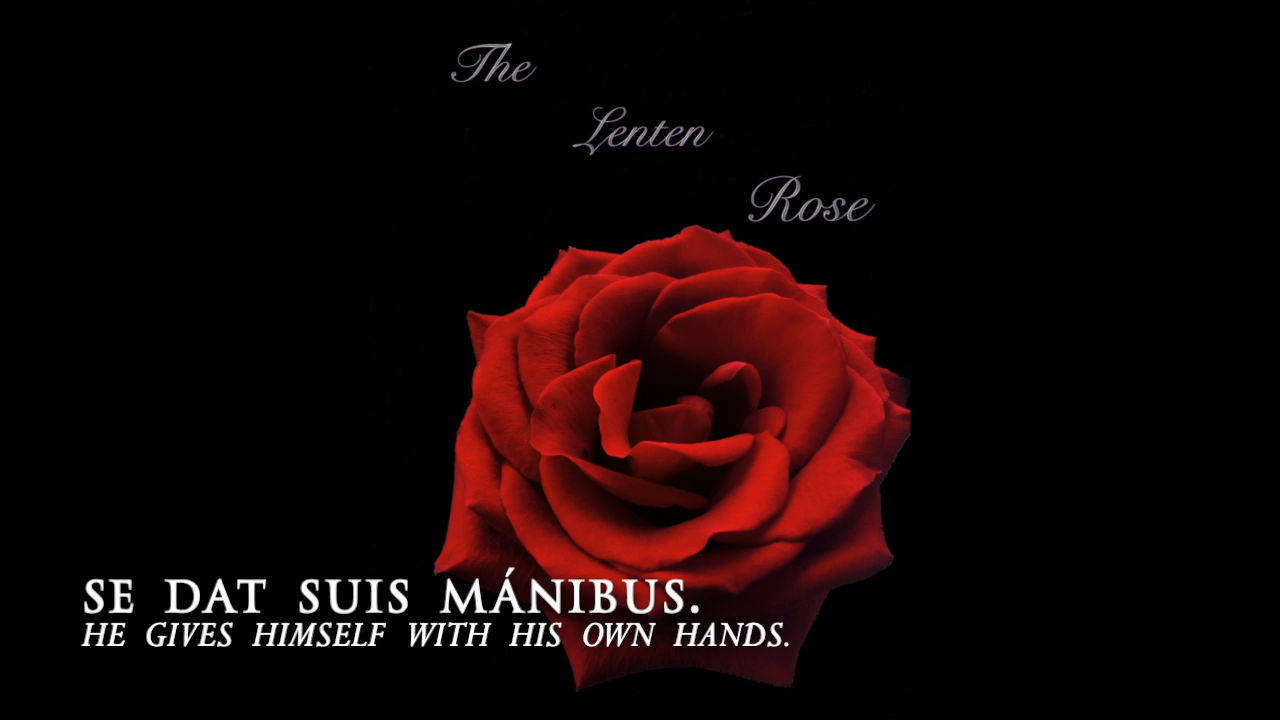 The
Lenten
Rose
SE DAT SUIS MÁNIBUS.
HE GIVES HIMSELF WITH HIS OWN HANDS.